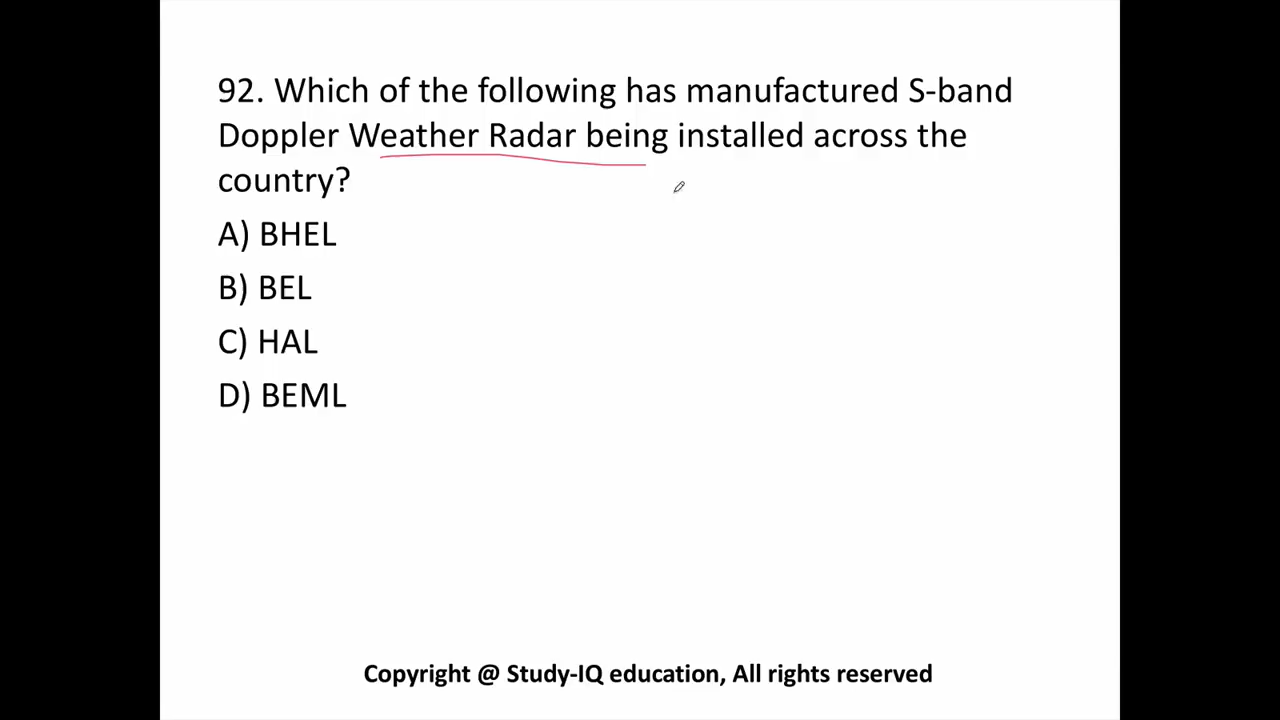 92. Which of the following has manufactured S-band
Doppler Weather Radar being installed across the
country?
A) BHEL
B) BEL
C) HAL
D) BEML
Copyright @ Study-IQ education, All rights reserved